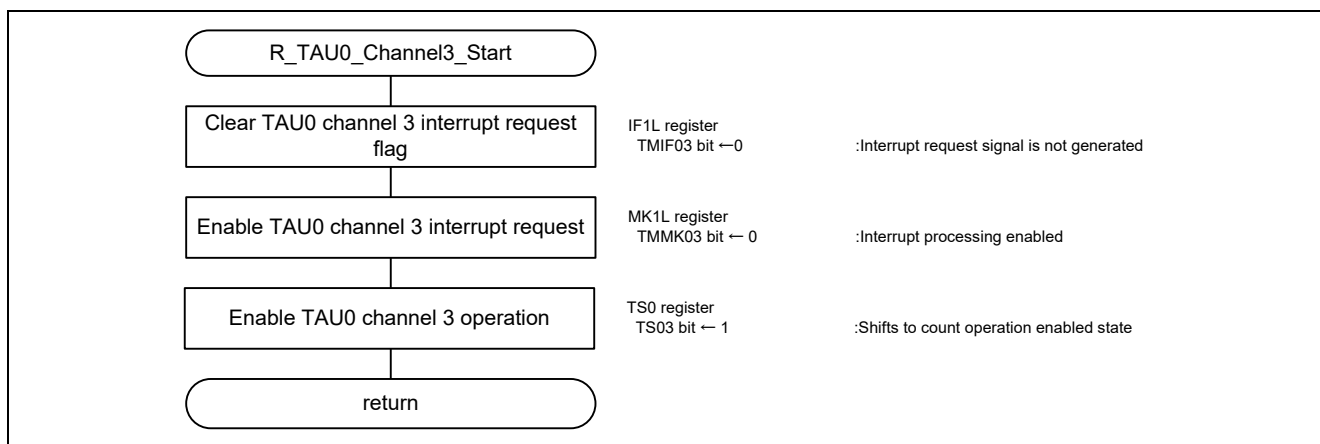 R_TAU0_Channel3_Start
Clear TAU0 channel 3 interrupt request
flag
IF1L register
TMIF03 bit ←0 :Interrupt request signal is not generated
Enable TAU0 channel 3 interrupt request
MK1L register
TMMK03 bit ← 0 :Interrupt processing enabled
Enable TAU0 channel 3 operation
TS0 register
TS03 bit ← 1 :Shifts to count operation enabled state
return